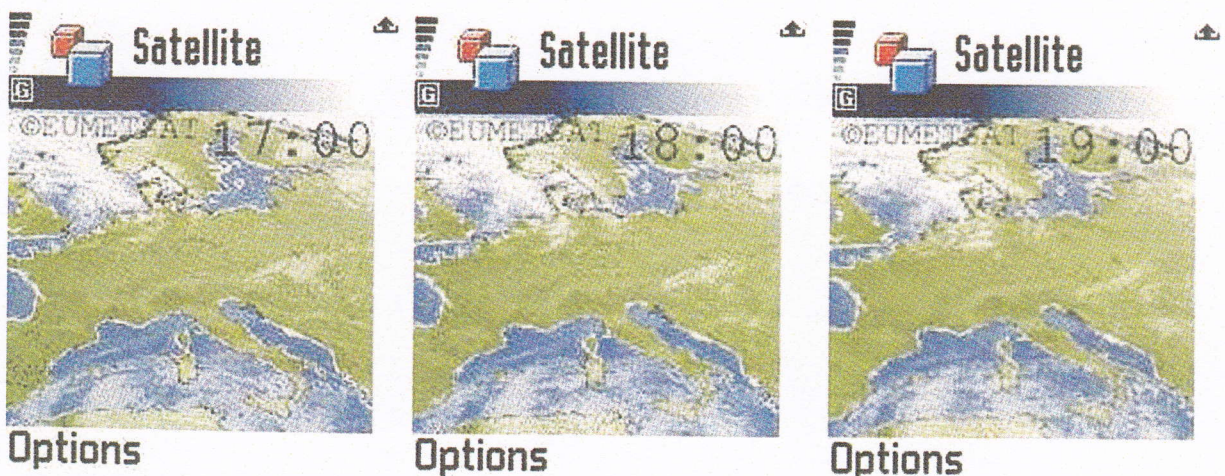 Satellite
G
©EUMETSAT 17:00
Options
Satellite
G
©EUMETSAT 18:00
Options
Satellite
G
©EUMETSAT 19:00
Options